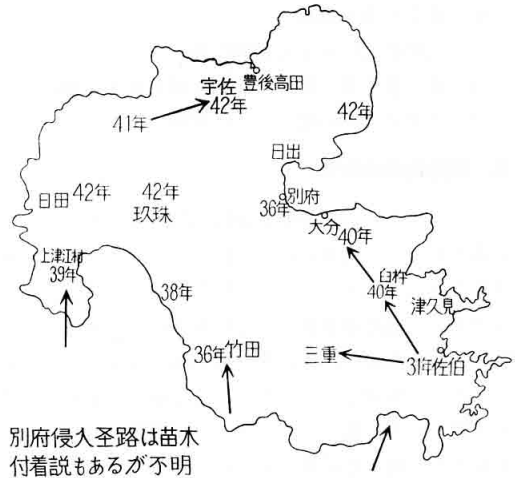 宇佐
豊後高田
42年
41年
42年
日出
日田
42年
42年
玖珠
別府
36年
大分
40年
上津江村
39年
臼杵
40年
津久見
38年
36年
竹田
三重
31年
佐伯
別府侵入圣路は苗木
付着説もあるが不明